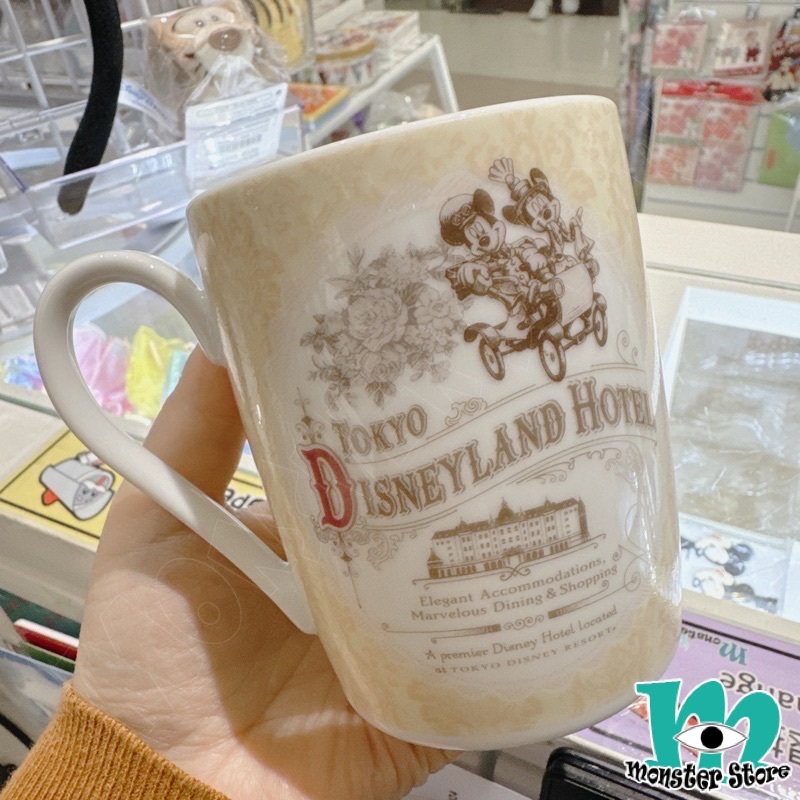 TOKYO
DISNEYLAND HOTEL
Elegant Accommodations,
Marvelous Dining & Shopping
A premier Disney Hotel located
at TOKYO DISNEY RESORT
m
monster Store